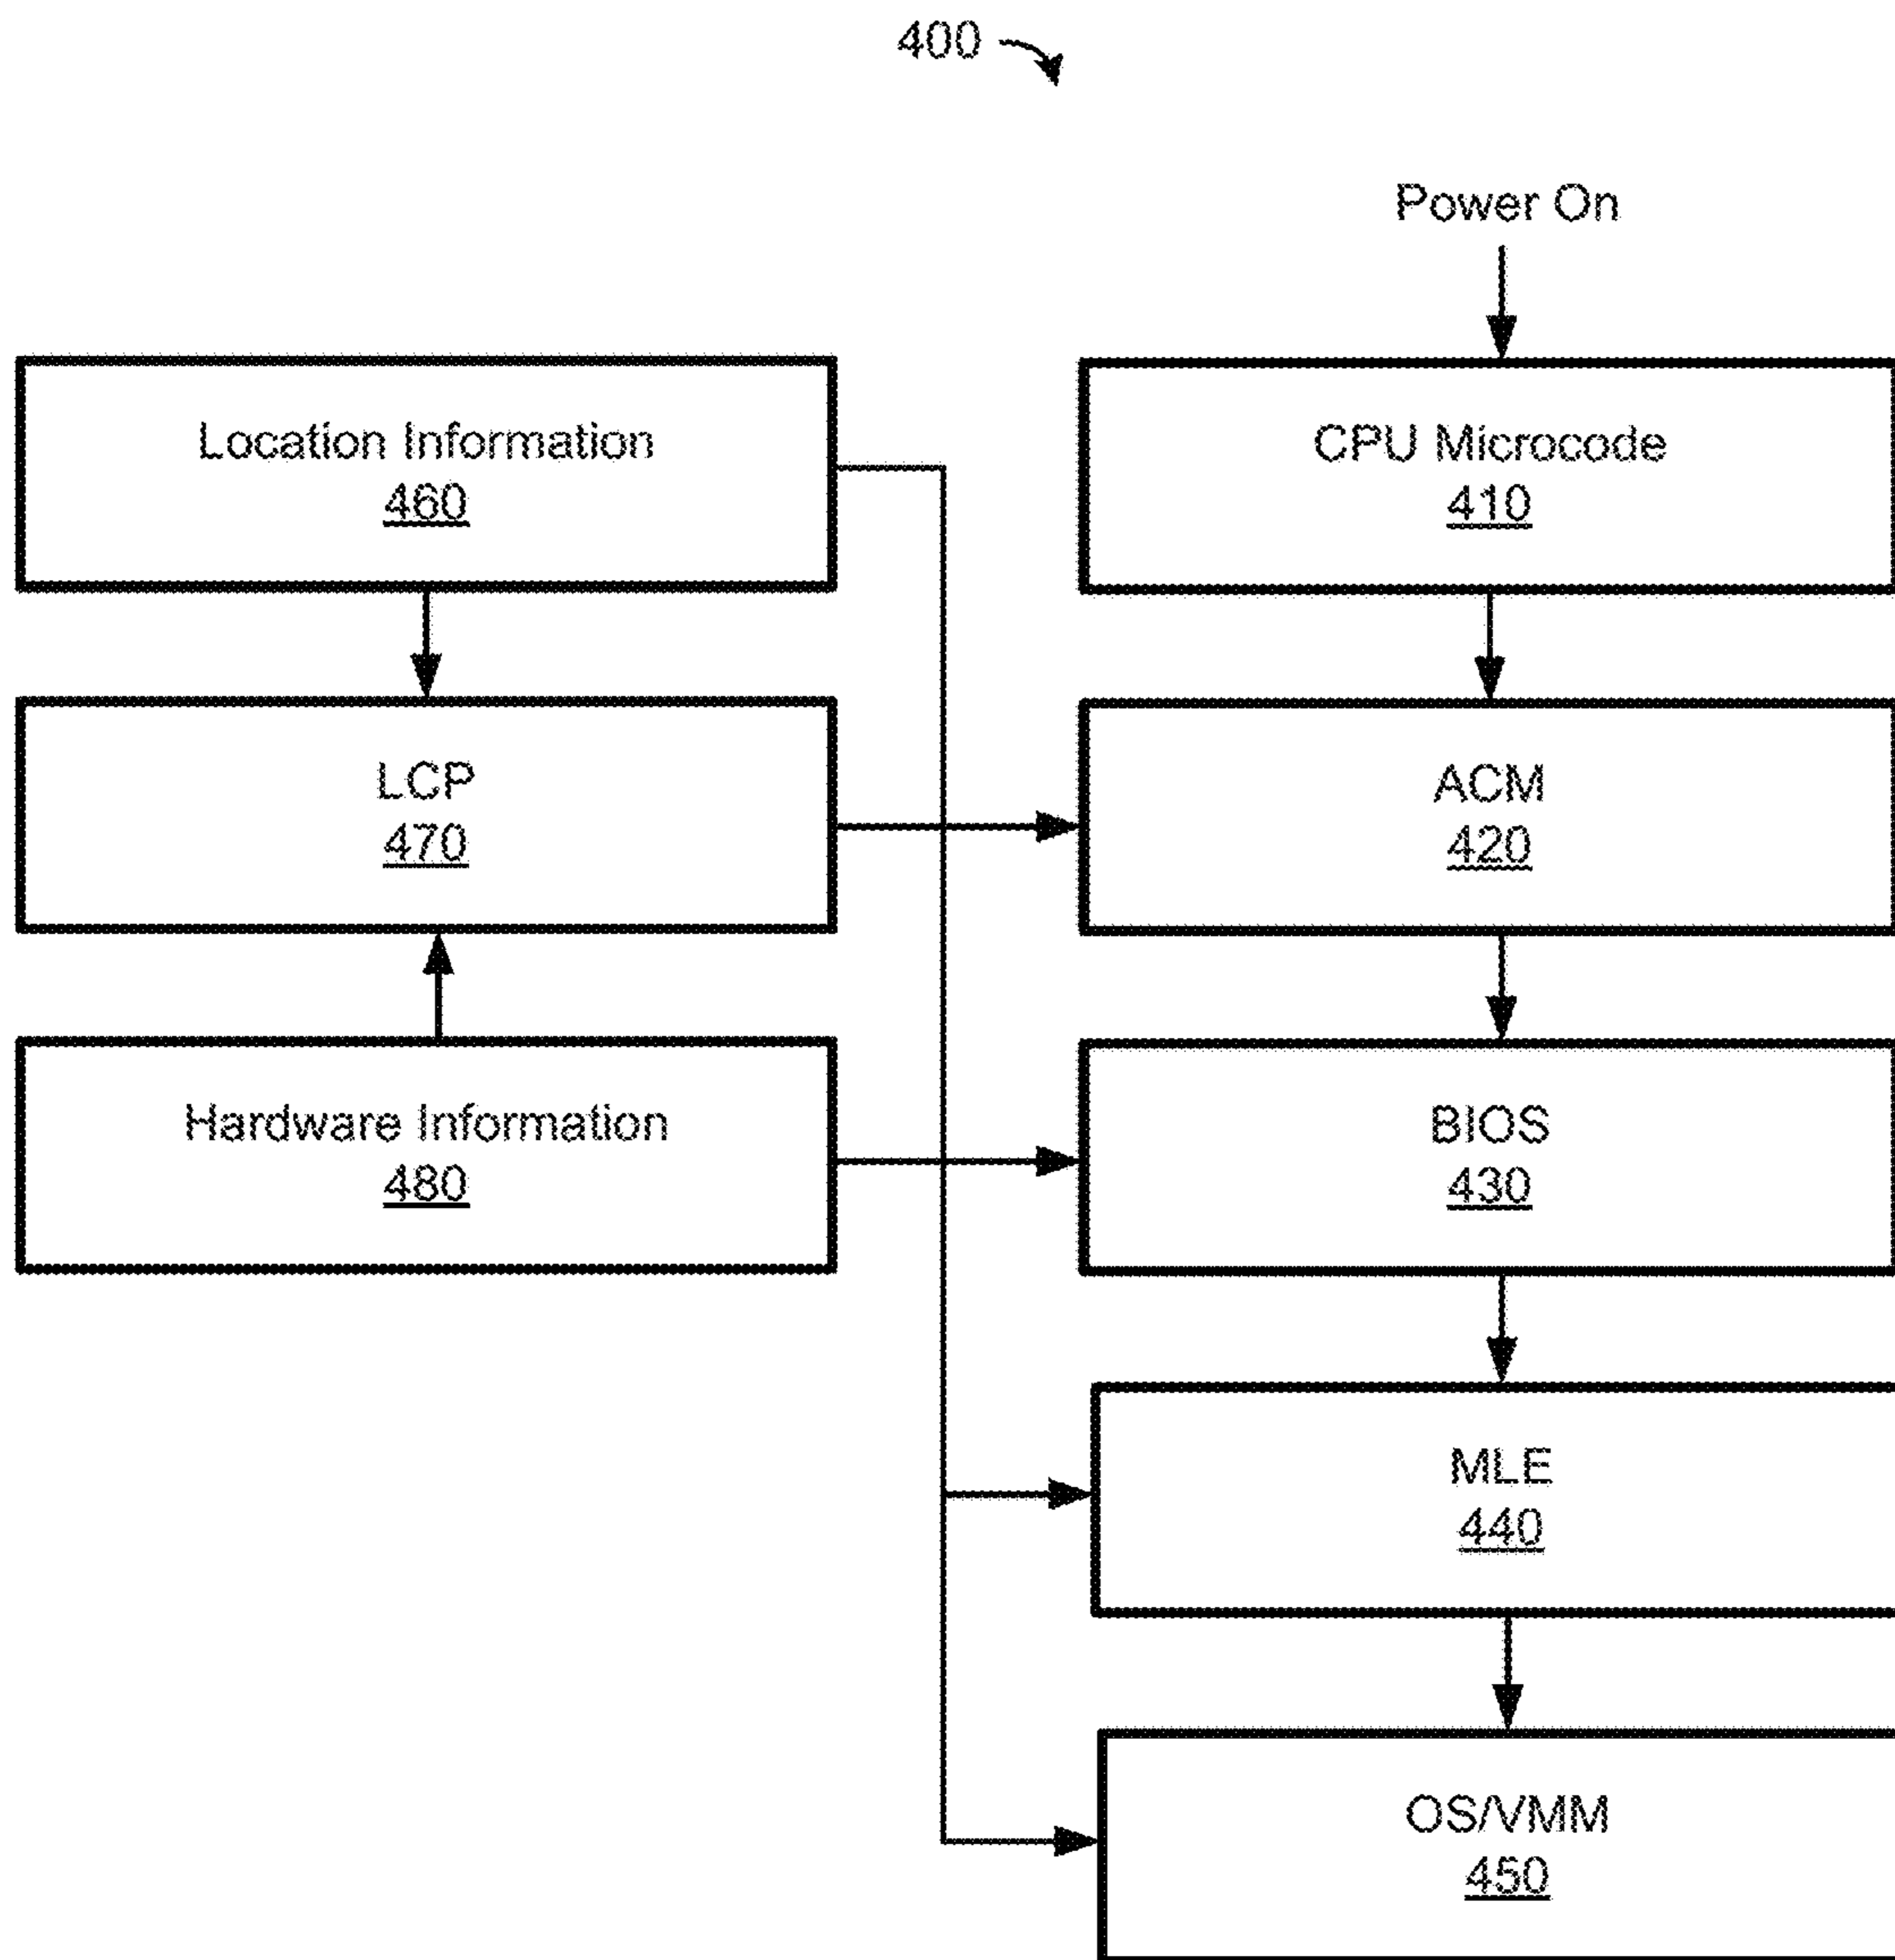 400
Power On
Location Information
460
CPU Microcode
410
LCP
470
ACM
420
Hardware Information
480
BIOS
430
MLE
440
OS/VMM
450